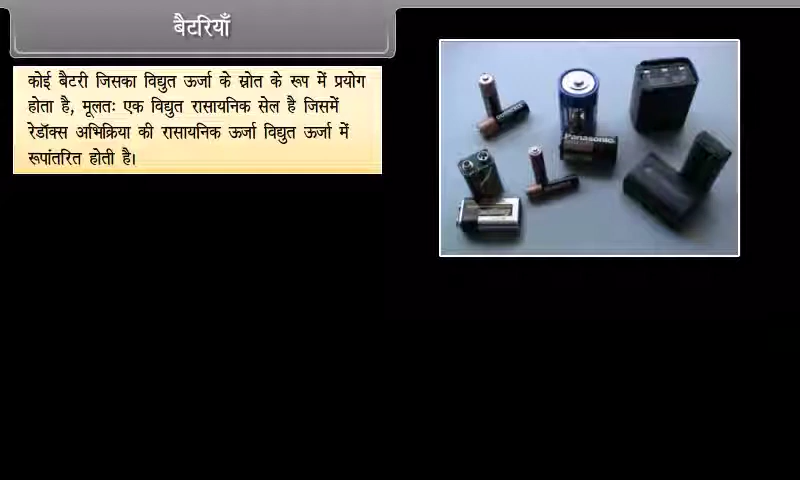 बैटरियाँ
कोई बैटरी जिसका विद्युत ऊर्जा के स्रोत के रूप में प्रयोग
होता है, मूलतः एक विद्युत रासायनिक सेल है जिसमें
रेडॉक्स अभिक्रिया की रासायनिक ऊर्जा विद्युत ऊर्जा में
रूपांतरित होती है।
Panasonic